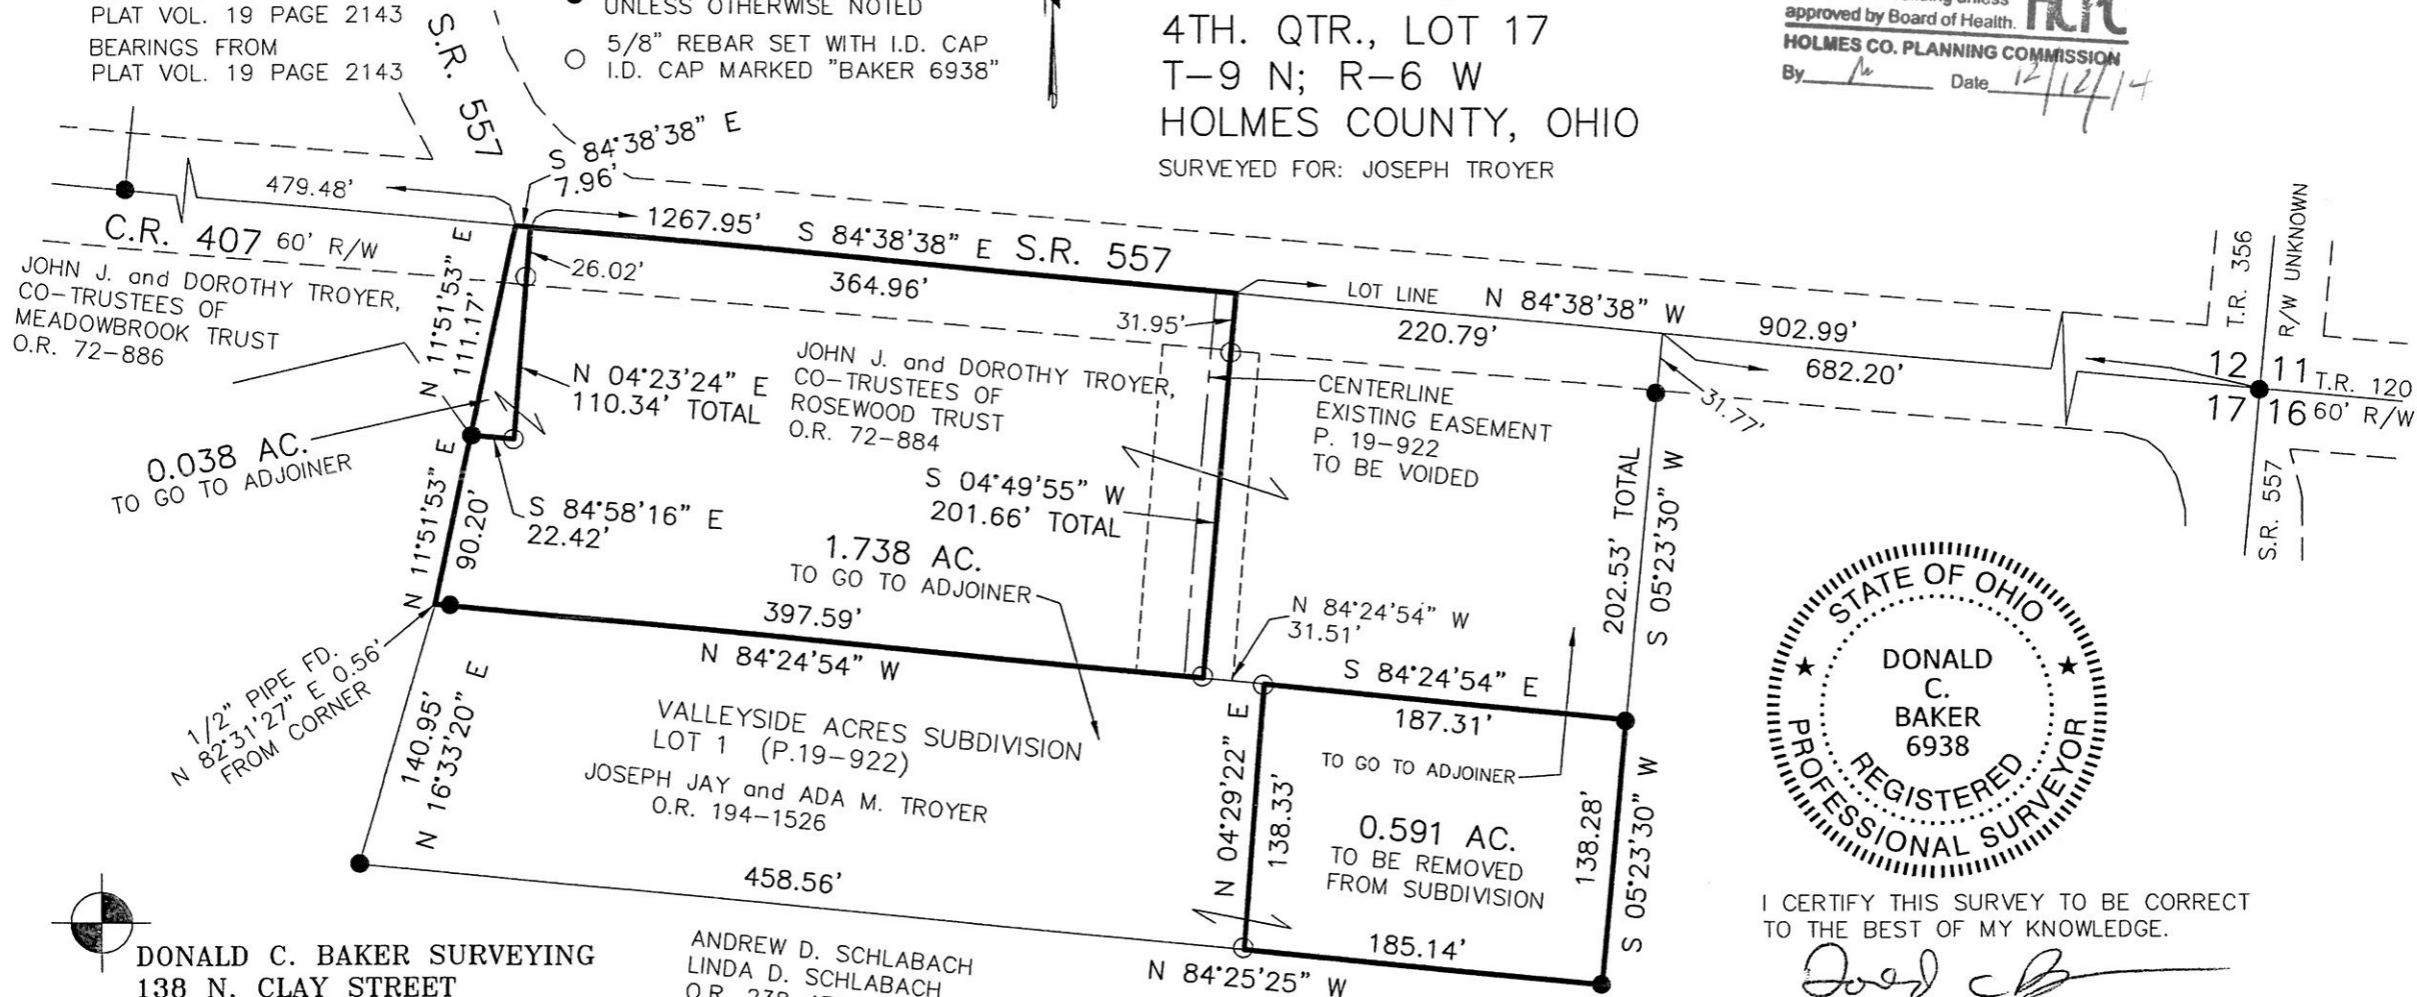 PLAT VOL. 19 PAGE 2143
BEARINGS FROM
PLAT VOL. 19 PAGE 2143
S.R. 557
UNLESS OTHERWISE NOTED
5/8" REBAR SET WITH I.D. CAP
I.D. CAP MARKED "BAKER 6938"
4TH. QTR., LOT 17
T-9 N; R-6 W
HOLMES COUNTY, OHIO
SURVEYED FOR: JOSEPH TROYER
approved by Board of Health.
HCPC
HOLMES CO. PLANNING COMMISSION
By Date 12/12/14
S 84°38'38" E
7.96'
479.48'
C.R. 407 60' R/W
1267.95' S 84°38'38" E S.R. 557
26.02'
364.96'
31.95'
LOT LINE N 84°38'38" W
220.79'
902.99'
682.20'
31.77'
T.R. 356
R/W UNKNOWN
12 11 T.R. 120
17 16 60' R/W
S.R. 557
JOHN J. and DOROTHY TROYER,
CO-TRUSTEES OF
MEADOWBROOK TRUST
O.R. 72-886
N 11°51'53" E
111.17'
N 04°23'24" E
110.34' TOTAL
JOHN J. and DOROTHY TROYER,
CO-TRUSTEES OF
ROSEWOOD TRUST
O.R. 72-884
CENTERLINE
EXISTING EASEMENT
P. 19-922
TO BE VOIDED
0.038 AC.
TO GO TO ADJOINER
N 11°51'53" E
90.20'
S 84°58'16" E
22.42'
S 04°49'55" W
201.66' TOTAL
1.738 AC.
TO GO TO ADJOINER
202.53' TOTAL
S 05°23'30" W
397.59'
N 84°24'54" W
N 84°24'54" W
31.51'
S 84°24'54" E
187.31'
1/2" PIPE FD.
N 82°31'27" E 0.56'
FROM CORNER
140.95'
N 16°33'20" E
VALLEYSIDE ACRES SUBDIVISION
LOT 1 (P.19-922)
JOSEPH JAY and ADA M. TROYER
O.R. 194-1526
N 04°29'22" E
138.33'
TO GO TO ADJOINER
0.591 AC.
TO BE REMOVED
FROM SUBDIVISION
138.28'
S 05°23'30" W
458.56'
185.14'
N 84°25'25" W
STATE OF OHIO
DONALD
C.
BAKER
6938
REGISTERED
PROFESSIONAL SURVEYOR
I CERTIFY THIS SURVEY TO BE CORRECT
TO THE BEST OF MY KNOWLEDGE.
DONALD C. BAKER SURVEYING
138 N. CLAY STREET
ANDREW D. SCHLABACH
LINDA D. SCHLABACH